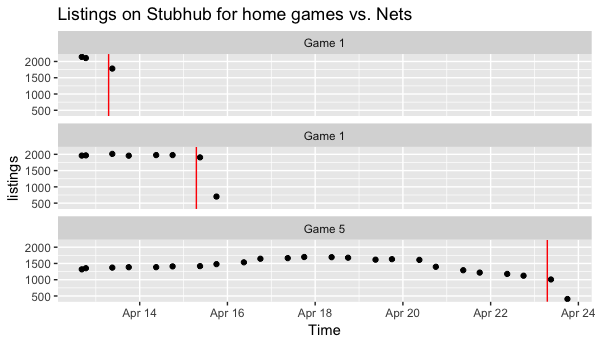 Listings on Stubhub for home games vs. Nets
Game 1
2000
1500
1000
500
Game 1
2000
1500
1000
500
Game 5
2000
1500
1000
500
listings
Apr 14
Apr 16
Apr 18
Apr 20
Apr 22
Apr 24
Time